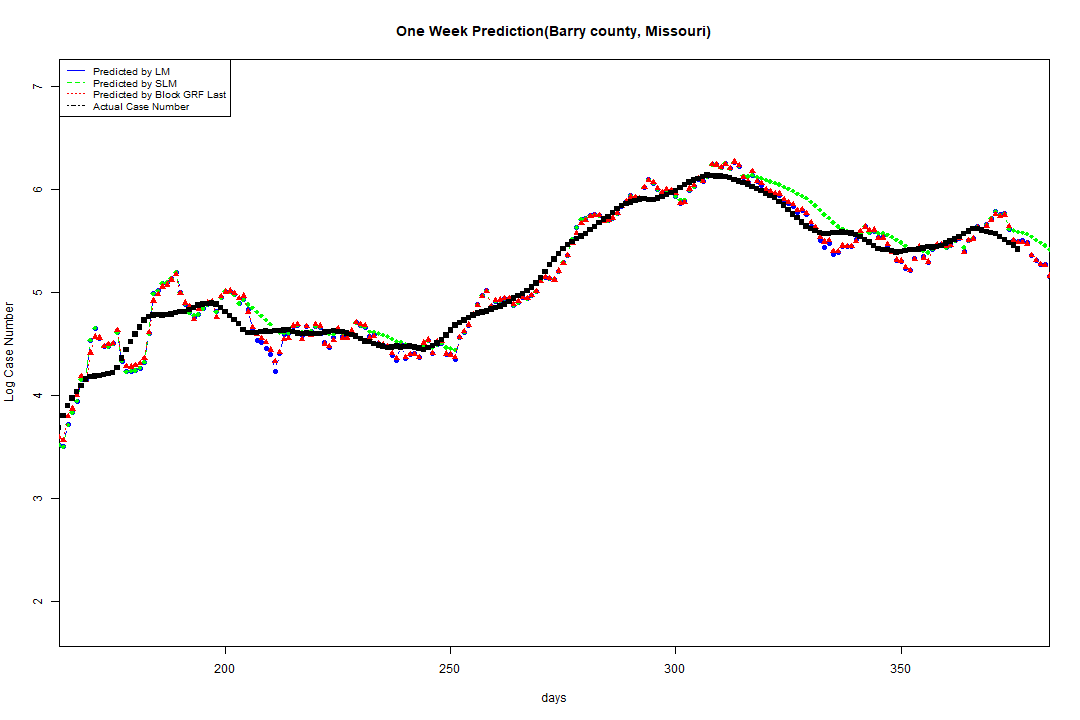 One Week Prediction(Barry county, Missouri)
Predicted by LM
Predicted by SLM
Predicted by Block GRF Last
Actual Case Number
7
6
5
4
3
2
Log Case Number
200
250
300
350
days